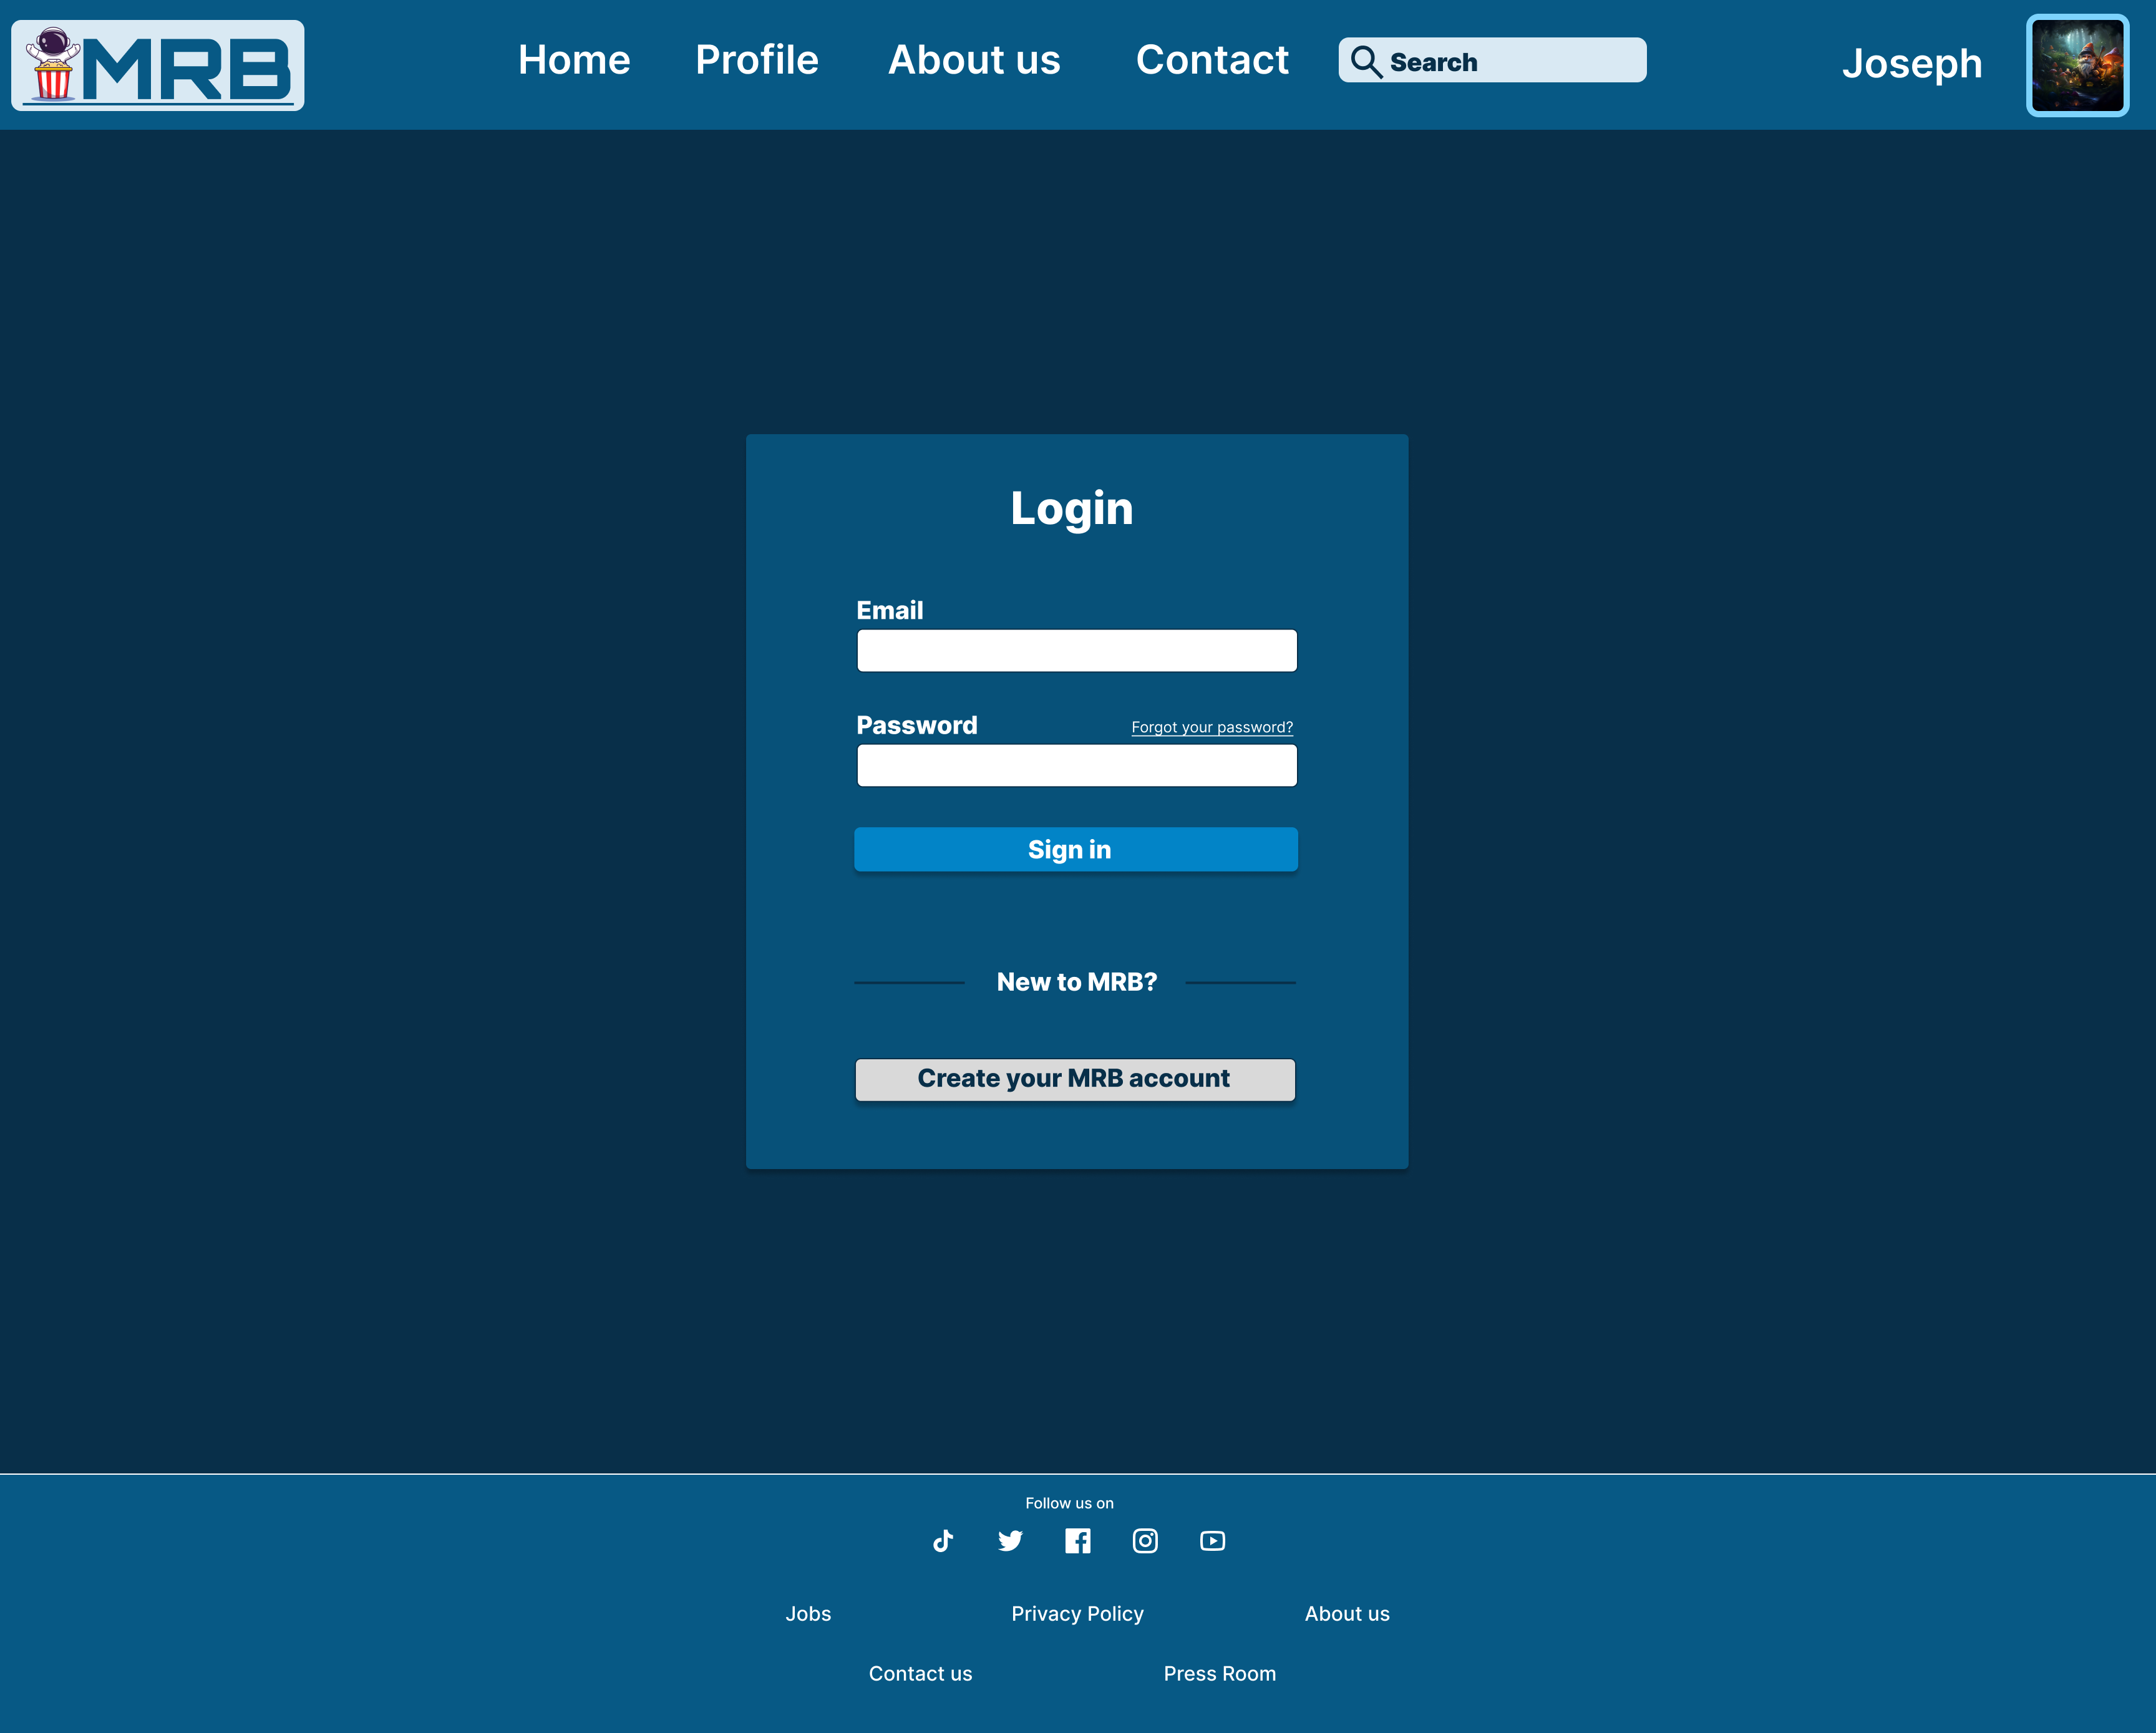 MRB
Home
Profile
About us
Contact
Search
Joseph
Login
Email
Password
Forgot your password?
Sign in
New to MRB?
Create your MRB account
Follow us on
Jobs
Privacy Policy
About us
Contact us
Press Room